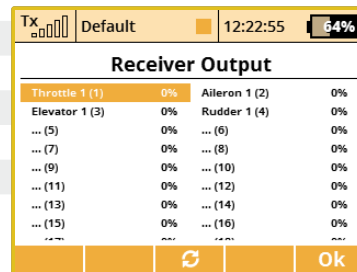 Tx Default 12:22:55 64%
Receiver Output
Throttle 1 (1) 0% Aileron 1 (2) 0%
Elevator 1 (3) 0% Rudder 1 (4) 0%
... (5) 0% ... (6) 0%
... (7) 0% ... (8) 0%
... (9) 0% ... (10) 0%
... (11) 0% ... (12) 0%
... (13) 0% ... (14) 0%
... (15) 0% ... (16) 0%
Ok